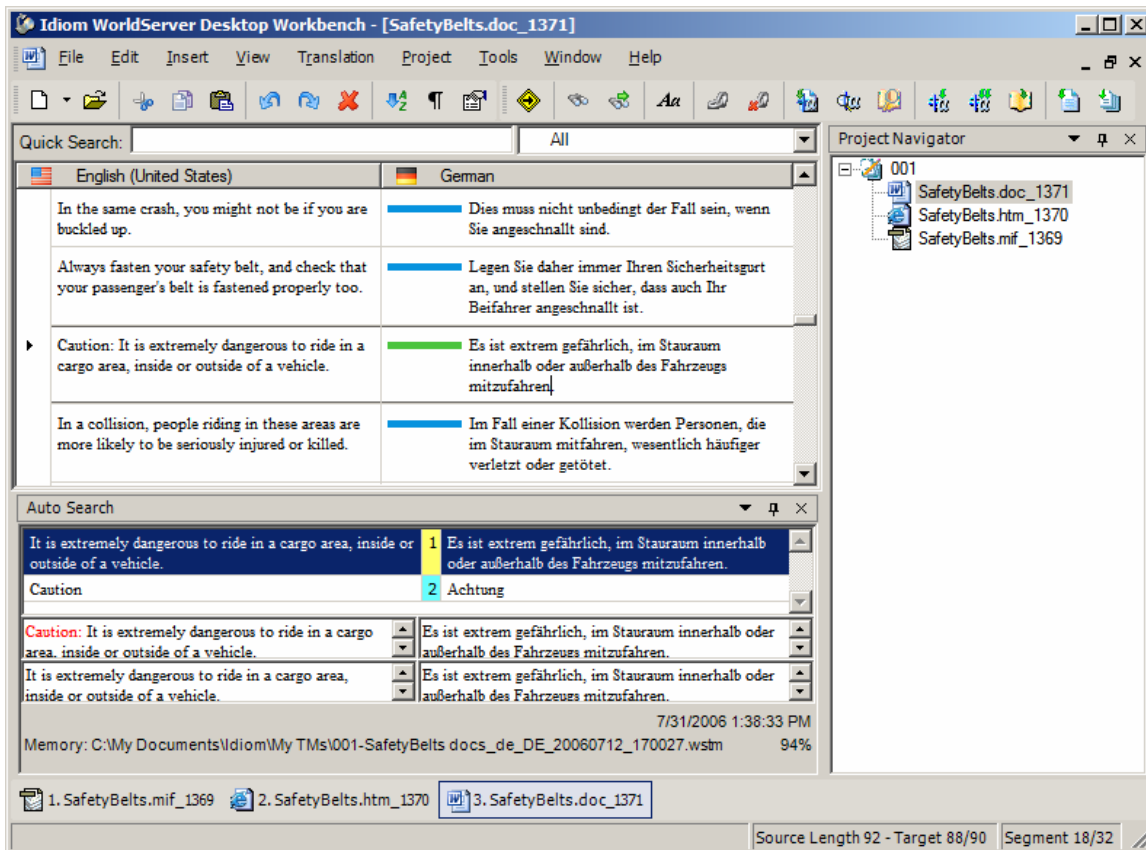 Idiom WorldServer Desktop Workbench - [SafetyBelts.doc_1371]
File Edit Insert View Translation Project Tools Window Help
Quick Search: All
English (United States) German
In the same crash, you might not be if you are
buckled up.
Dies muss nicht unbedingt der Fall sein, wenn
Sie angeschnallt sind.
Always fasten your safety belt, and check that
your passenger's belt is fastened properly too.
Legen Sie daher immer Ihren Sicherheitsgurt
an, und stellen Sie sicher, dass auch Ihr
Beifahrer angeschnallt ist.
Caution: It is extremely dangerous to ride in a
cargo area, inside or outside of a vehicle.
Es ist extrem gefährlich, im Stauraum
innerhalb oder außerhalb des Fahrzeugs
mitzufahren.
In a collision, people riding in these areas are
more likely to be seriously injured or killed.
Im Fall einer Kollision werden Personen, die
im Stauraum mitfahren, wesentlich häufiger
verletzt oder getötet.
Project Navigator
001
SafetyBelts.doc_1371
SafetyBelts.htm_1370
SafetyBelts.mif_1369
Auto Search
It is extremely dangerous to ride in a cargo area, inside or
outside of a vehicle.
1
Es ist extrem gefährlich, im Stauraum innerhalb
oder außerhalb des Fahrzeugs mitzufahren.
Caution 2 Achtung
Caution: It is extremely dangerous to ride in a cargo
area, inside or outside of a vehicle.
Es ist extrem gefährlich, im Stauraum innerhalb oder
außerhalb des Fahrzeugs mitzufahren.
It is extremely dangerous to ride in a cargo area,
inside or outside of a vehicle.
Es ist extrem gefährlich, im Stauraum innerhalb oder
außerhalb des Fahrzeugs mitzufahren.
7/31/2006 1:38:33 PM
Memory: C:\My Documents\Idiom\My TMs\001-SafetyBelts docs_de_DE_20060712_170027.wstm 94%
1. SafetyBelts.mif_1369 2. SafetyBelts.htm_1370 3. SafetyBelts.doc_1371
Source Length 92 - Target 88/90 Segment 18/32